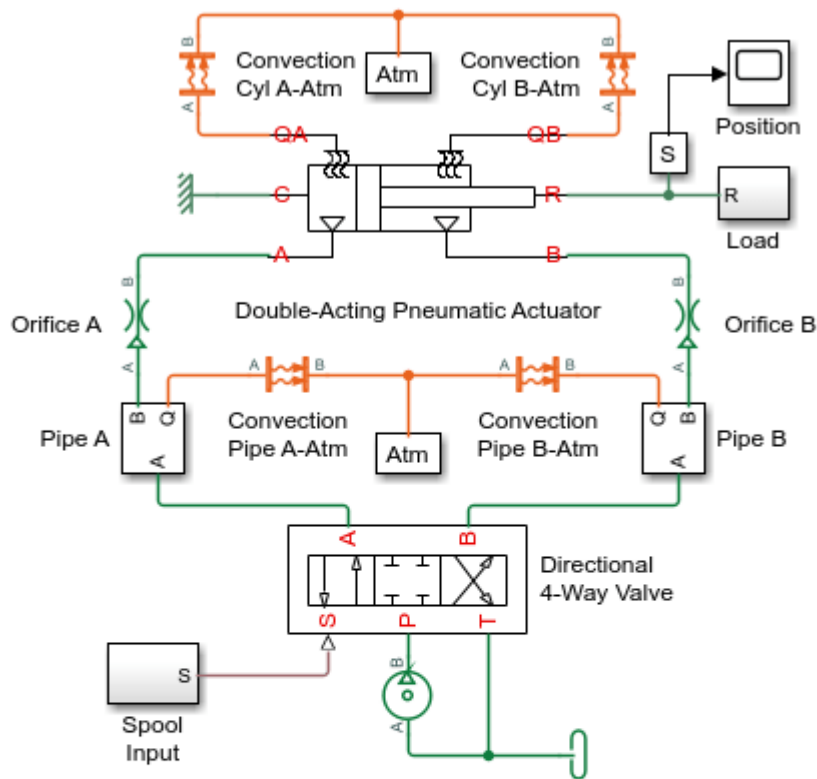 B
Convection
Cyl A-Atm
A
Atm
Convection
Cyl B-Atm
B
A
Position
QA
QB
S
C
R
R
Load
A
B
B
Orifice A
A
Double-Acting Pneumatic Actuator
B
Orifice B
A
A
B
A
B
Convection
Pipe A-Atm
Atm
Convection
Pipe B-Atm
B
Q
A
Pipe A
Q
B
A
Pipe B
A
B
Directional
4-Way Valve
S
P
T
S
Spool
Input
B
A